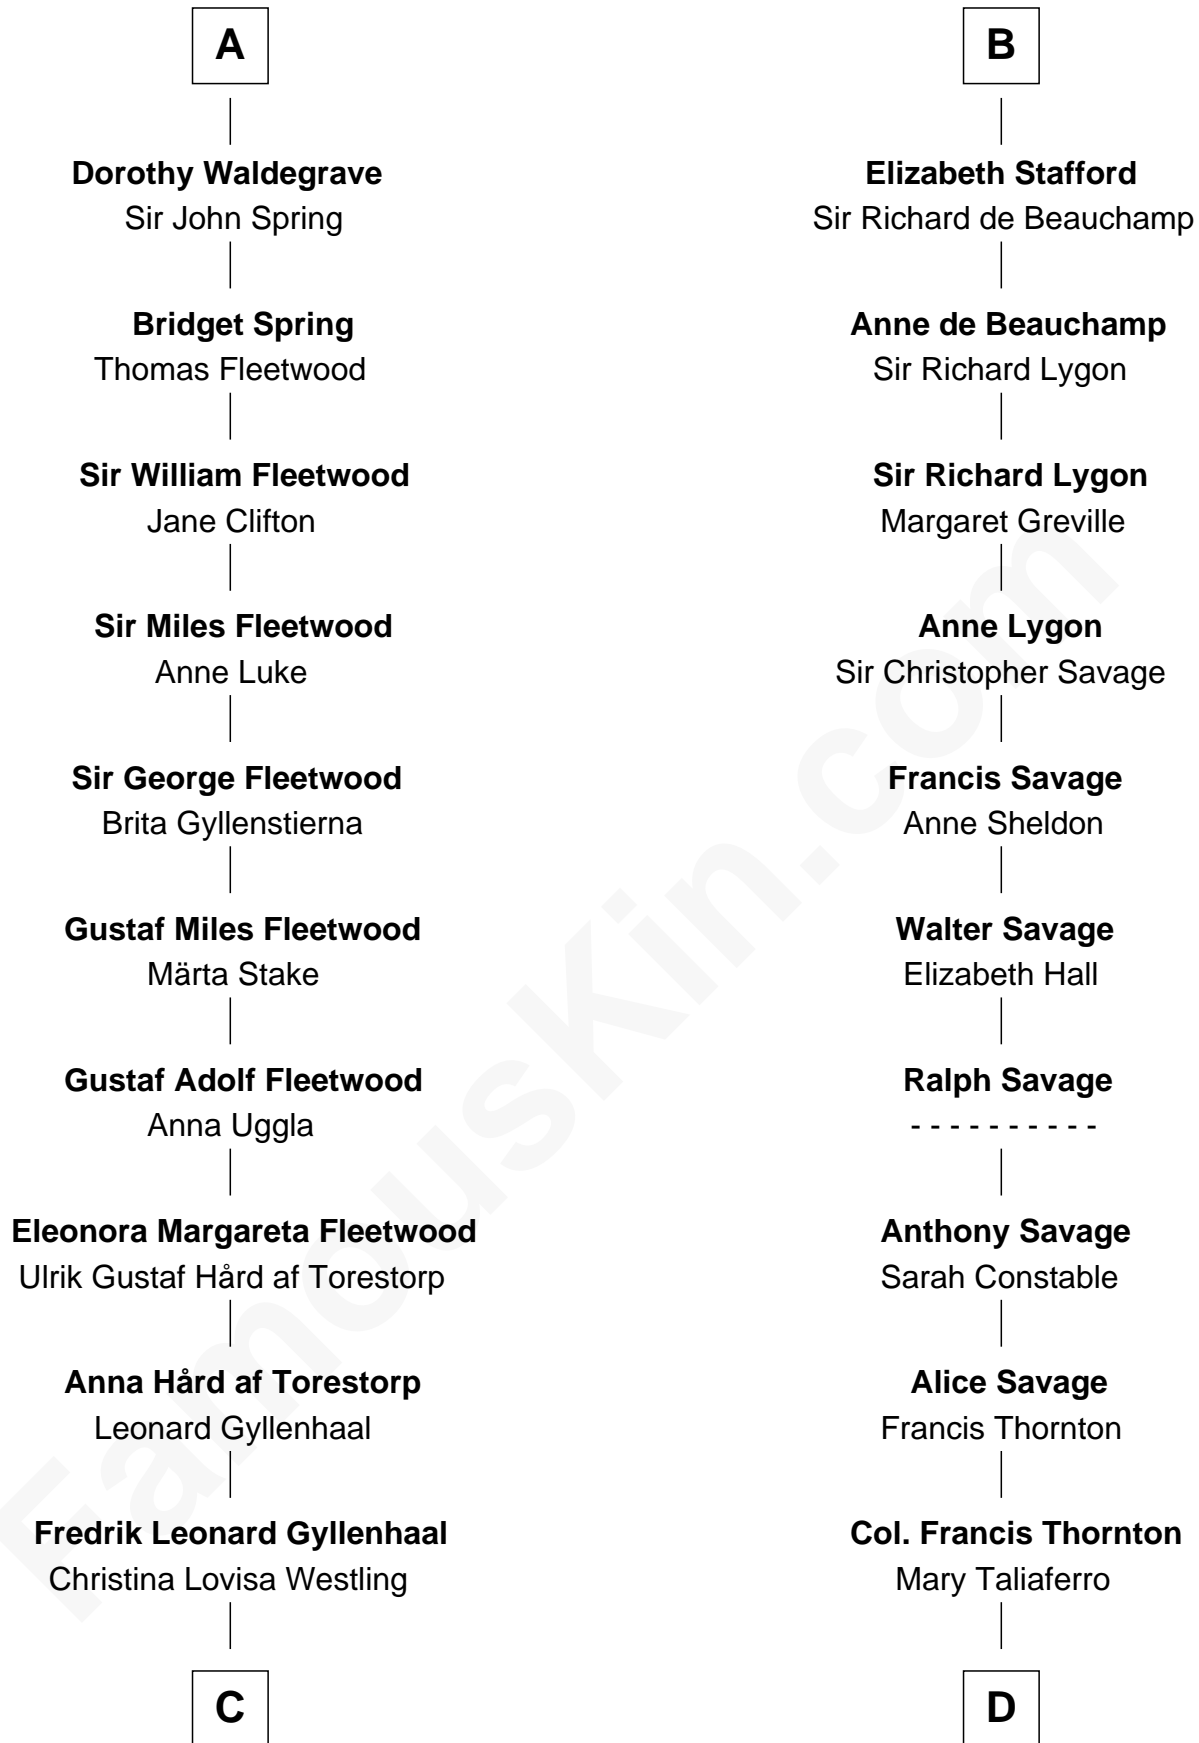 A
Dorothy Waldegrave
Sir John Spring
Bridget Spring
Thomas Fleetwood
Sir William Fleetwood
Jane Clifton
Sir Miles Fleetwood
Anne Luke
Sir George Fleetwood
Brita Gyllenstierna
Gustaf Miles Fleetwood
Märta Stake
Gustaf Adolf Fleetwood
Anna Uggla
Eleonora Margareta Fleetwood
Ulrik Gustaf Hård af Torestorp
Anna Hård af Torestorp
Leonard Gyllenhaal
Fredrik Leonard Gyllenhaal
Christina Lovisa Westling
C
B
Elizabeth Stafford
Sir Richard de Beauchamp
Anne de Beauchamp
Sir Richard Lygon
Sir Richard Lygon
Margaret Greville
Anne Lygon
Sir Christopher Savage
Francis Savage
Anne Sheldon
Walter Savage
Elizabeth Hall
Ralph Savage
- - - - - - - - - -
Anthony Savage
Sarah Constable
Alice Savage
Francis Thornton
Col. Francis Thornton
Mary Taliaferro
D
FamousKin.com